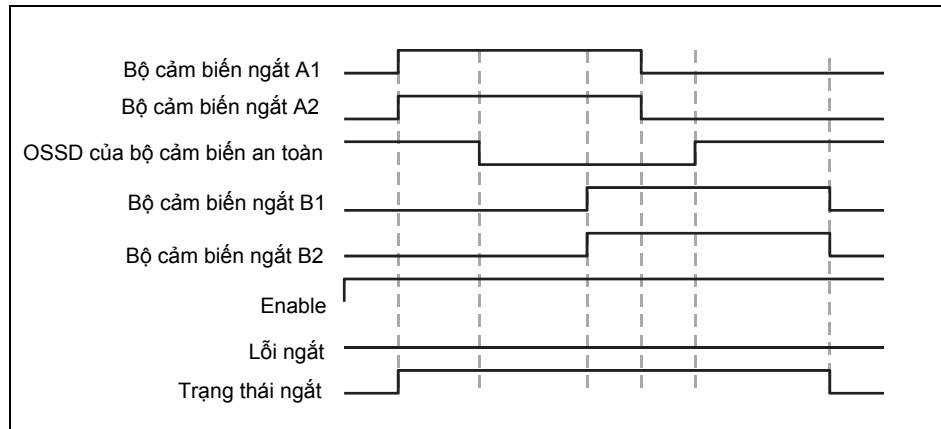 Bộ cảm biến ngắt A1
Bộ cảm biến ngắt A2
OSSD của bộ cảm biến an toàn
Bộ cảm biến ngắt B1
Bộ cảm biến ngắt B2
Enable
Lỗi ngắt
Trạng thái ngắt